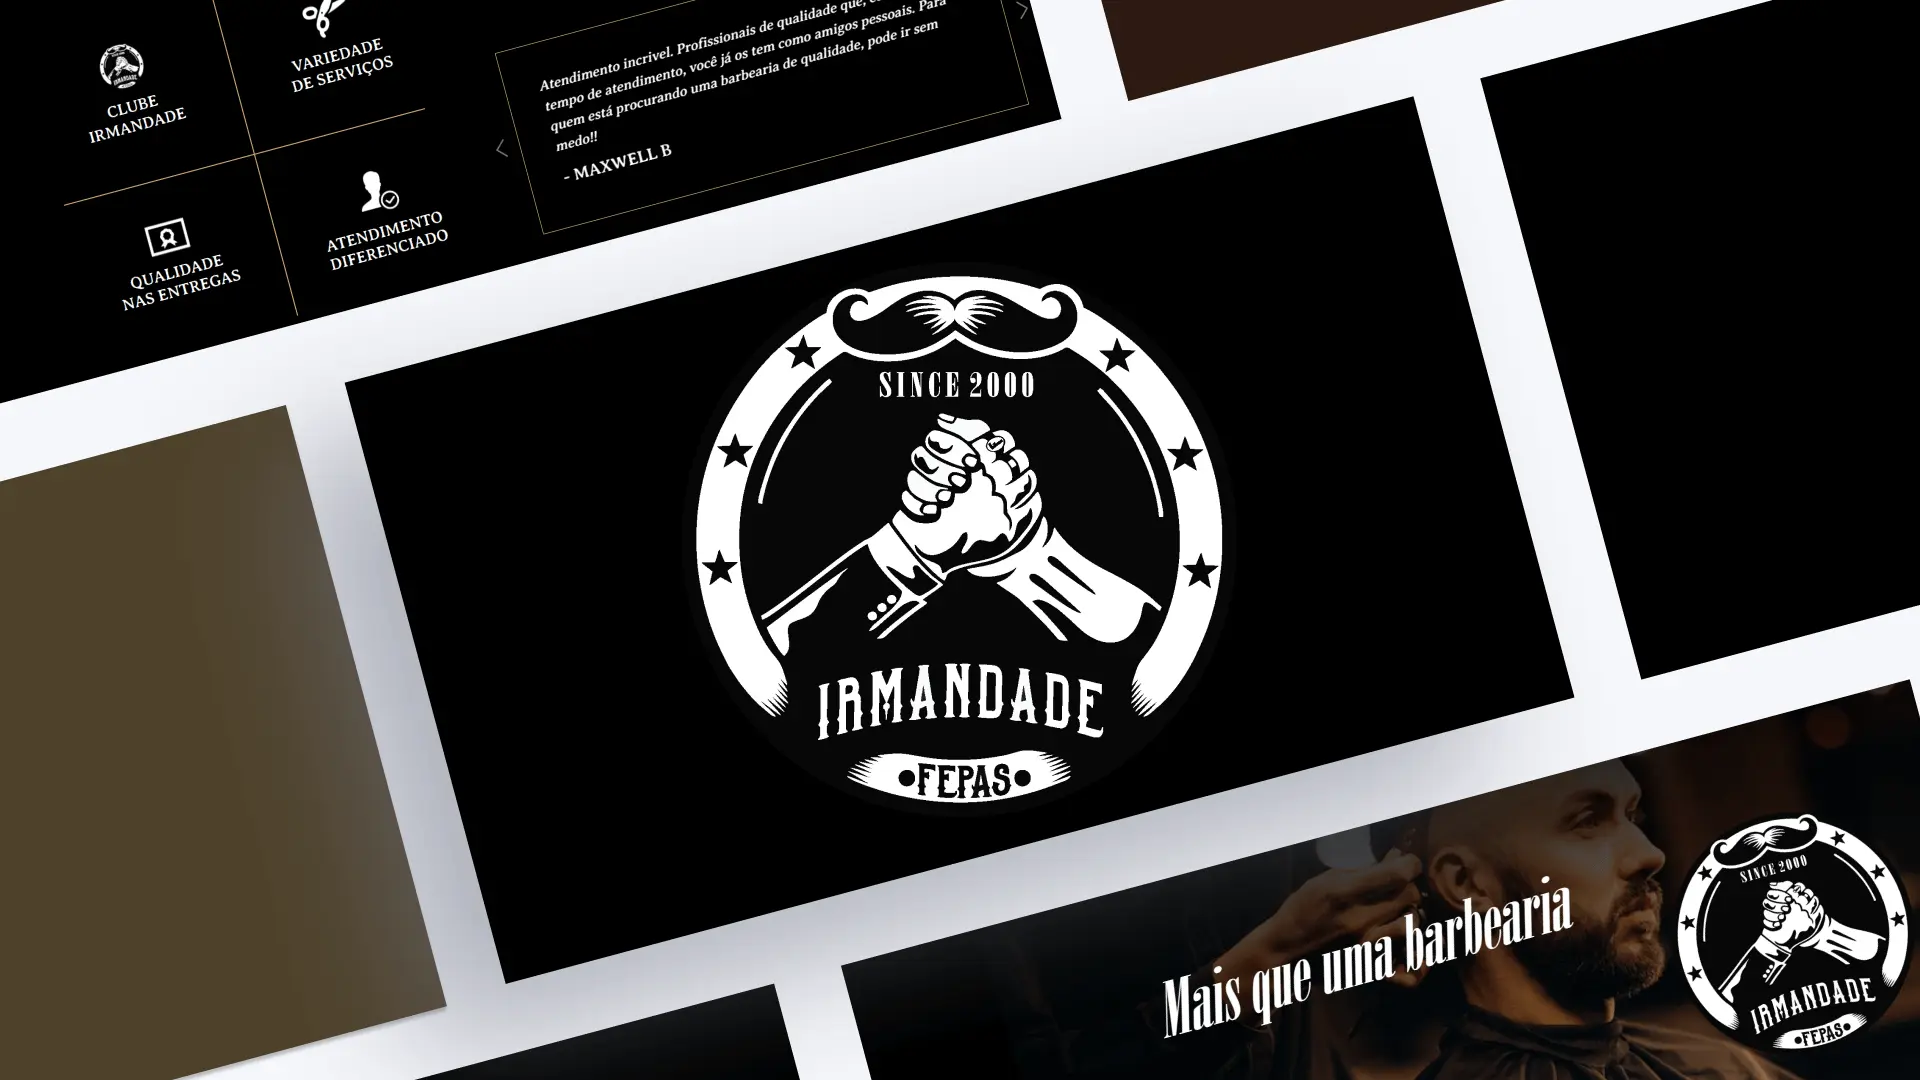 IRMANDADE
CLUBE
IRMANDADE
VARIEDADE
DE SERVIÇOS
QUALIDADE
NAS ENTREGAS
ATENDIMENTO
DIFERENCIADO
Atendimento incrivel. Profissionais de qualidade que,
tempo de atendimento, você já os tem como amigos pessoais. Para
quem está procurando uma barbearia de qualidade, pode ir sem
medo!!
- MAXWELL B
SINCE 2000
IRMANDADE
•FEPAS•
Mais que uma barbearia
SINCE 2000
IRMANDADE
•FEPAS•